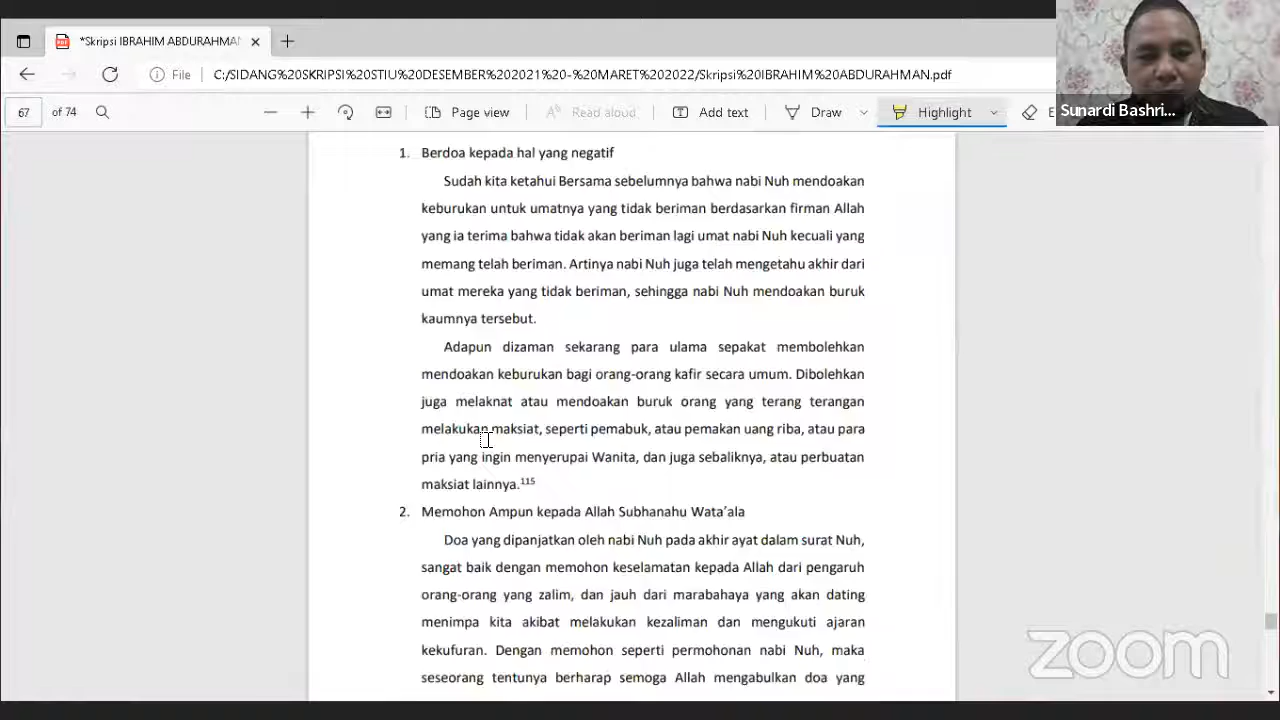 *Skripsi IBRAHIM ABDURAHMAN
File C:/SIDANG%20SKRIPSI%20STIU%20DESEMBER%202021%20-%20MARET%202022/Skripsi%20IBRAHIM%20ABDURAHMAN.pdf
67 of 74 Page view Read aloud Add text Draw Highlight E
Sunardi Bashri...
1. Berdoa kepada hal yang negatif
Sudah kita ketahui Bersama sebelumnya bahwa nabi Nuh mendoakan
keburukan untuk umatnya yang tidak beriman berdasarkan firman Allah
yang ia terima bahwa tidak akan beriman lagi umat nabi Nuh kecuali yang
memang telah beriman. Artinya nabi Nuh juga telah mengetahu akhir dari
umat mereka yang tidak beriman, sehingga nabi Nuh mendoakan buruk
kaumnya tersebut.
Adapun dizaman sekarang para ulama sepakat membolehkan
mendoakan keburukan bagi orang-orang kafir secara umum. Dibolehkan
juga melaknat atau mendoakan buruk orang yang terang terangan
melakukan maksiat, seperti pemabuk, atau pemakan uang riba, atau para
pria yang ingin menyerupai Wanita, dan juga sebaliknya, atau perbuatan
maksiat lainnya.115
2. Memohon Ampun kepada Allah Subhanahu Wata’ala
Doa yang dipanjatkan oleh nabi Nuh pada akhir ayat dalam surat Nuh,
sangat baik dengan memohon keselamatan kepada Allah dari pengaruh
orang-orang yang zalim, dan jauh dari marabahaya yang akan dating
menimpa kita akibat melakukan kezaliman dan mengukuti ajaran
kekufuran. Dengan memohon seperti permohonan nabi Nuh, maka
seseorang tentunya berharap semoga Allah mengabulkan doa yang
zoom